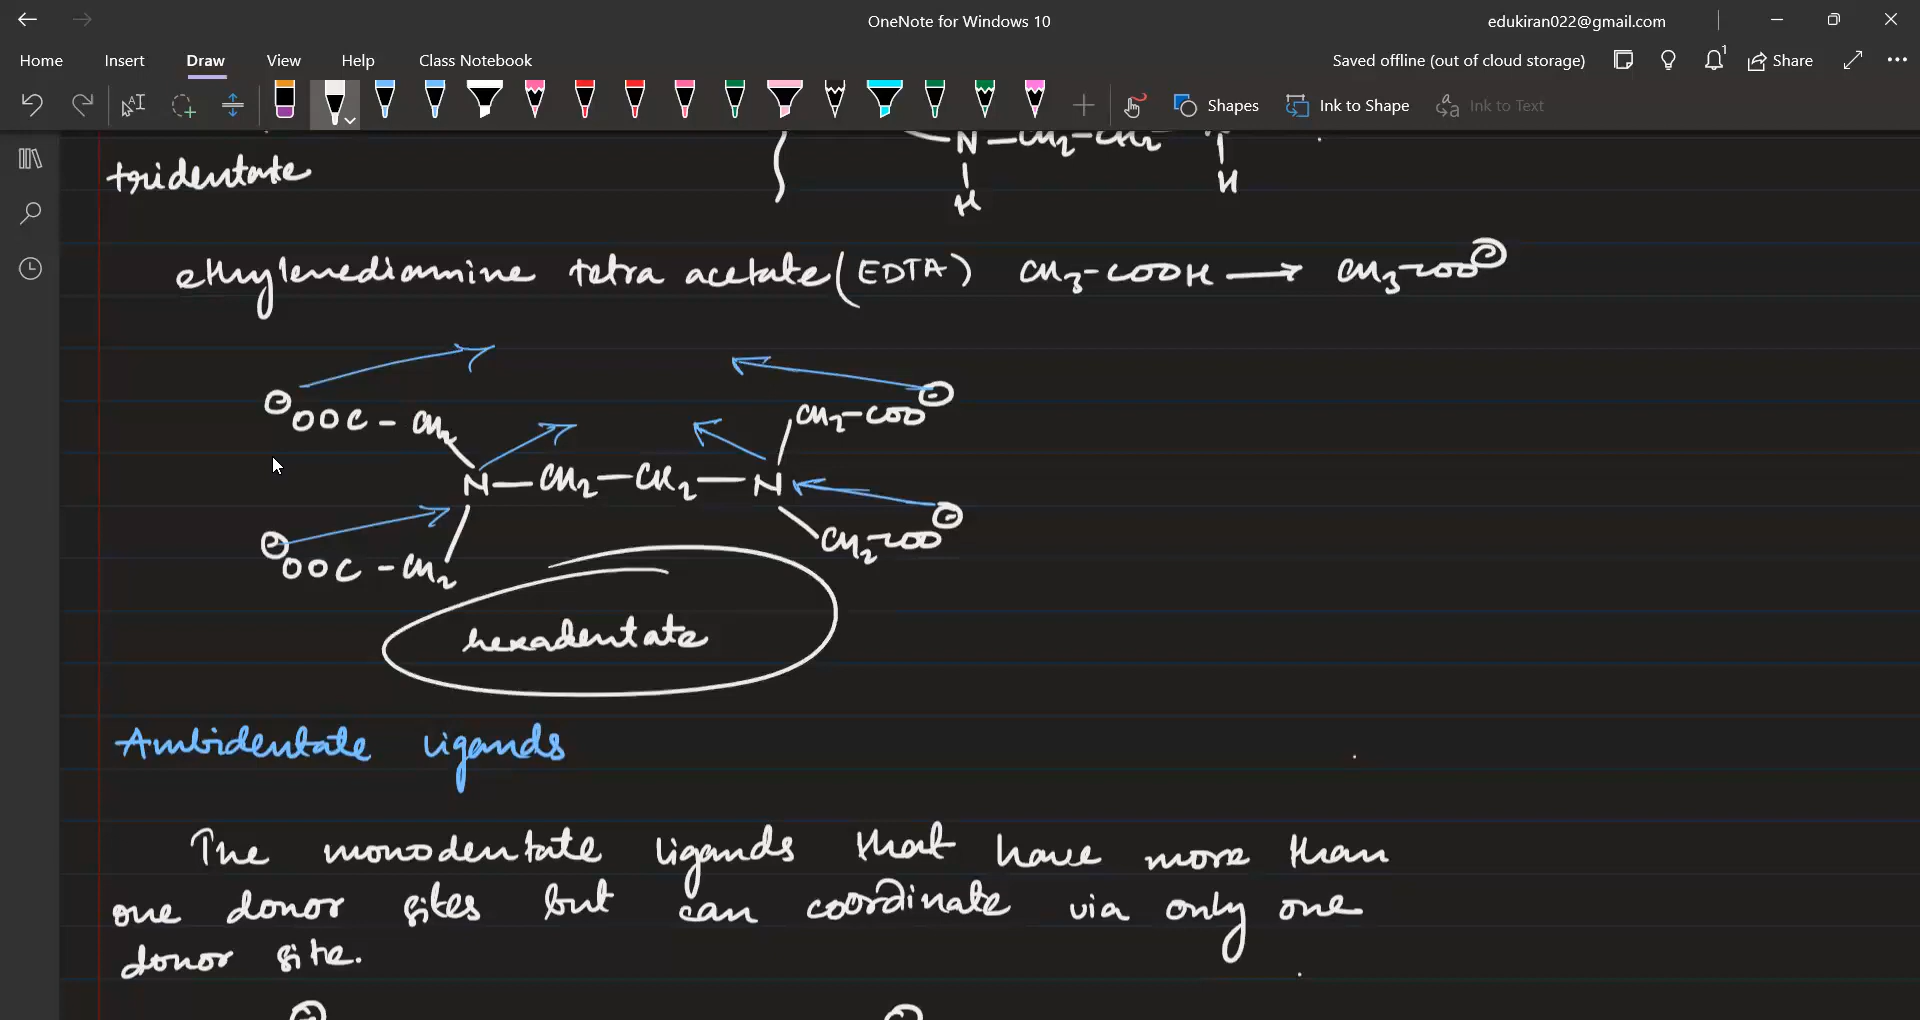 OneNote for Windows 10
edukiran022@gmail.com
Home Insert Draw View Help Class Notebook
Saved offline (out of cloud storage) 1 Share
Shapes Ink to Shape Ink to Text
N—CH2—CH2—
tridentate
H
H
ethylenediamine tetra acetate (EDTA) CH3-COOH → CH3-COO⊖
⊖OOC - CH2 CH2-COO⊖
N—CH2—CH2—N
⊖OOC - CH2 CH2-COO⊖
hexadentate
Ambidentate ligands
The monodentate ligands that have more than
one donor sites but can coordinate via only one
donor site.